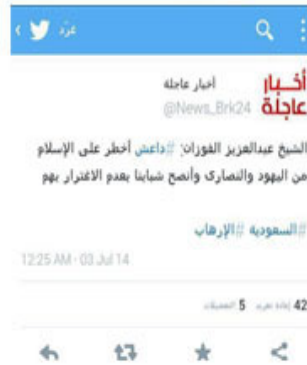 غرّد
أخبار عاجلة
أخبار عاجلة
@News_Brk24
الشيخ عبدالعزيز الفوزان: #داعش أخطر على الإسلام
من اليهود والنصارى وأنصح شبابنا بعدم الاغترار بهم
#السعودية #الإرهاب
12:25 AM - 03 Jul 14
42 إعادة تغريد 5 التفضيلات